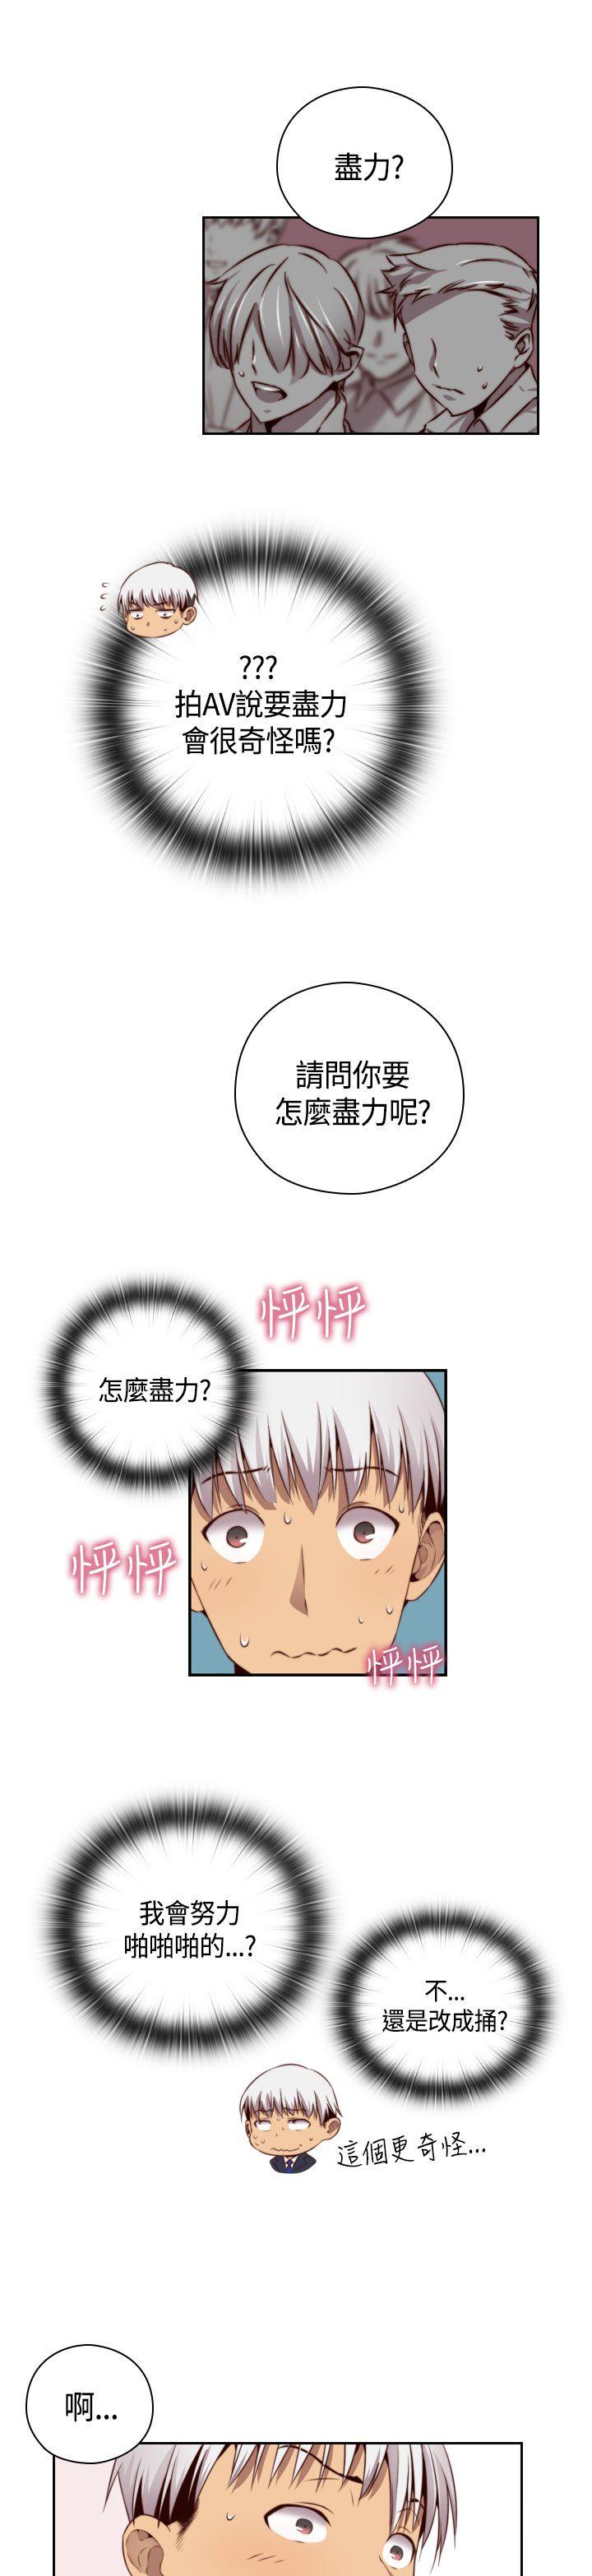 盡力?
???
拍AV說要盡力
會很奇怪嗎?
請問你要
怎麼盡力呢?
怦怦
怎麼盡力?
怦怦
怦怦
我會努力
啪啪啪的...?
不...
還是改成捅?
這個更奇怪...
啊...